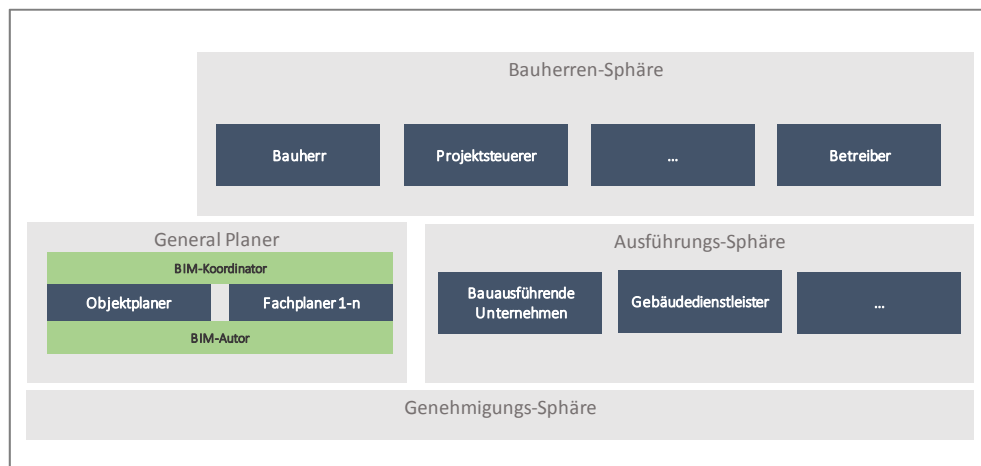 Bauherren-Sphäre
Bauherr
Projektsteuerer
...
Betreiber
General Planer
BIM-Koordinator
Objektplaner
Fachplaner 1-n
BIM-Autor
Ausführungs-Sphäre
Bauausführende
Unternehmen
Gebäudedienstleister
...
Genehmigungs-Sphäre